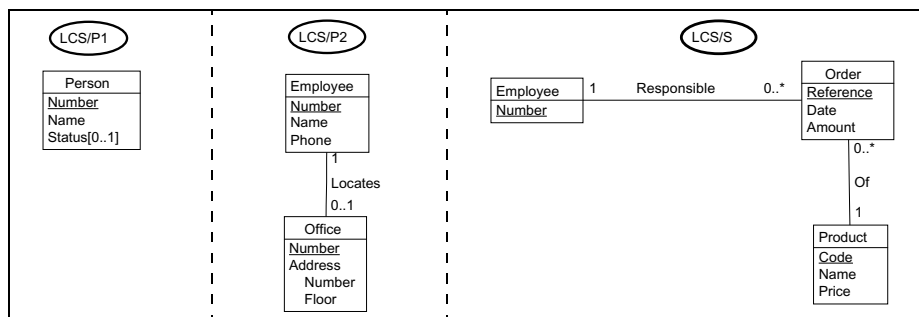 LCS/P1
Person
Number
Name
Status[0..1]
LCS/P2
Employee
Number
Name
Phone
1
Locates
0..1
Office
Number
Address
Number
Floor
LCS/S
Employee
Number
1 Responsible 0..*
Order
Reference
Date
Amount
0..*
Of
1
Product
Code
Name
Price